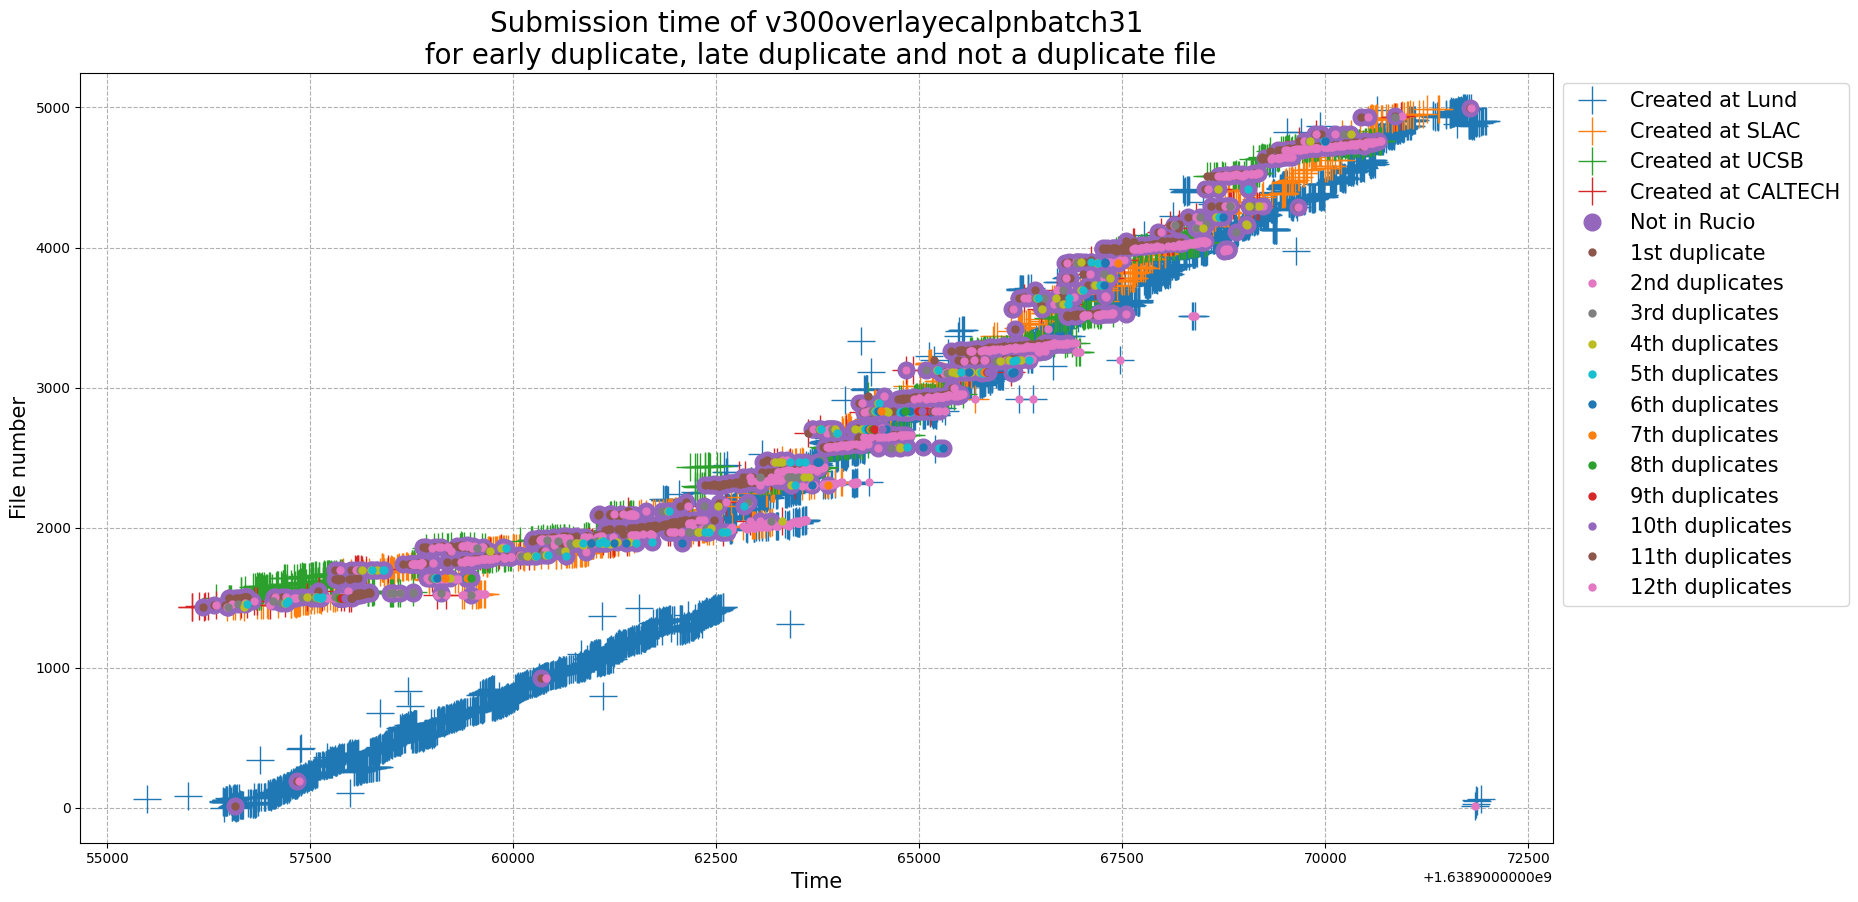 Submission time of v300overlayecalpnbatch31
for early duplicate, late duplicate and not a duplicate file
File number
5000
4000
3000
2000
1000
0
55000
57500
60000
62500
65000
67500
70000
72500
+1.6389000000e9
Time
Created at Lund
Created at SLAC
Created at UCSB
Created at CALTECH
Not in Rucio
1st duplicate
2nd duplicates
3rd duplicates
4th duplicates
5th duplicates
6th duplicates
7th duplicates
8th duplicates
9th duplicates
10th duplicates
11th duplicates
12th duplicates